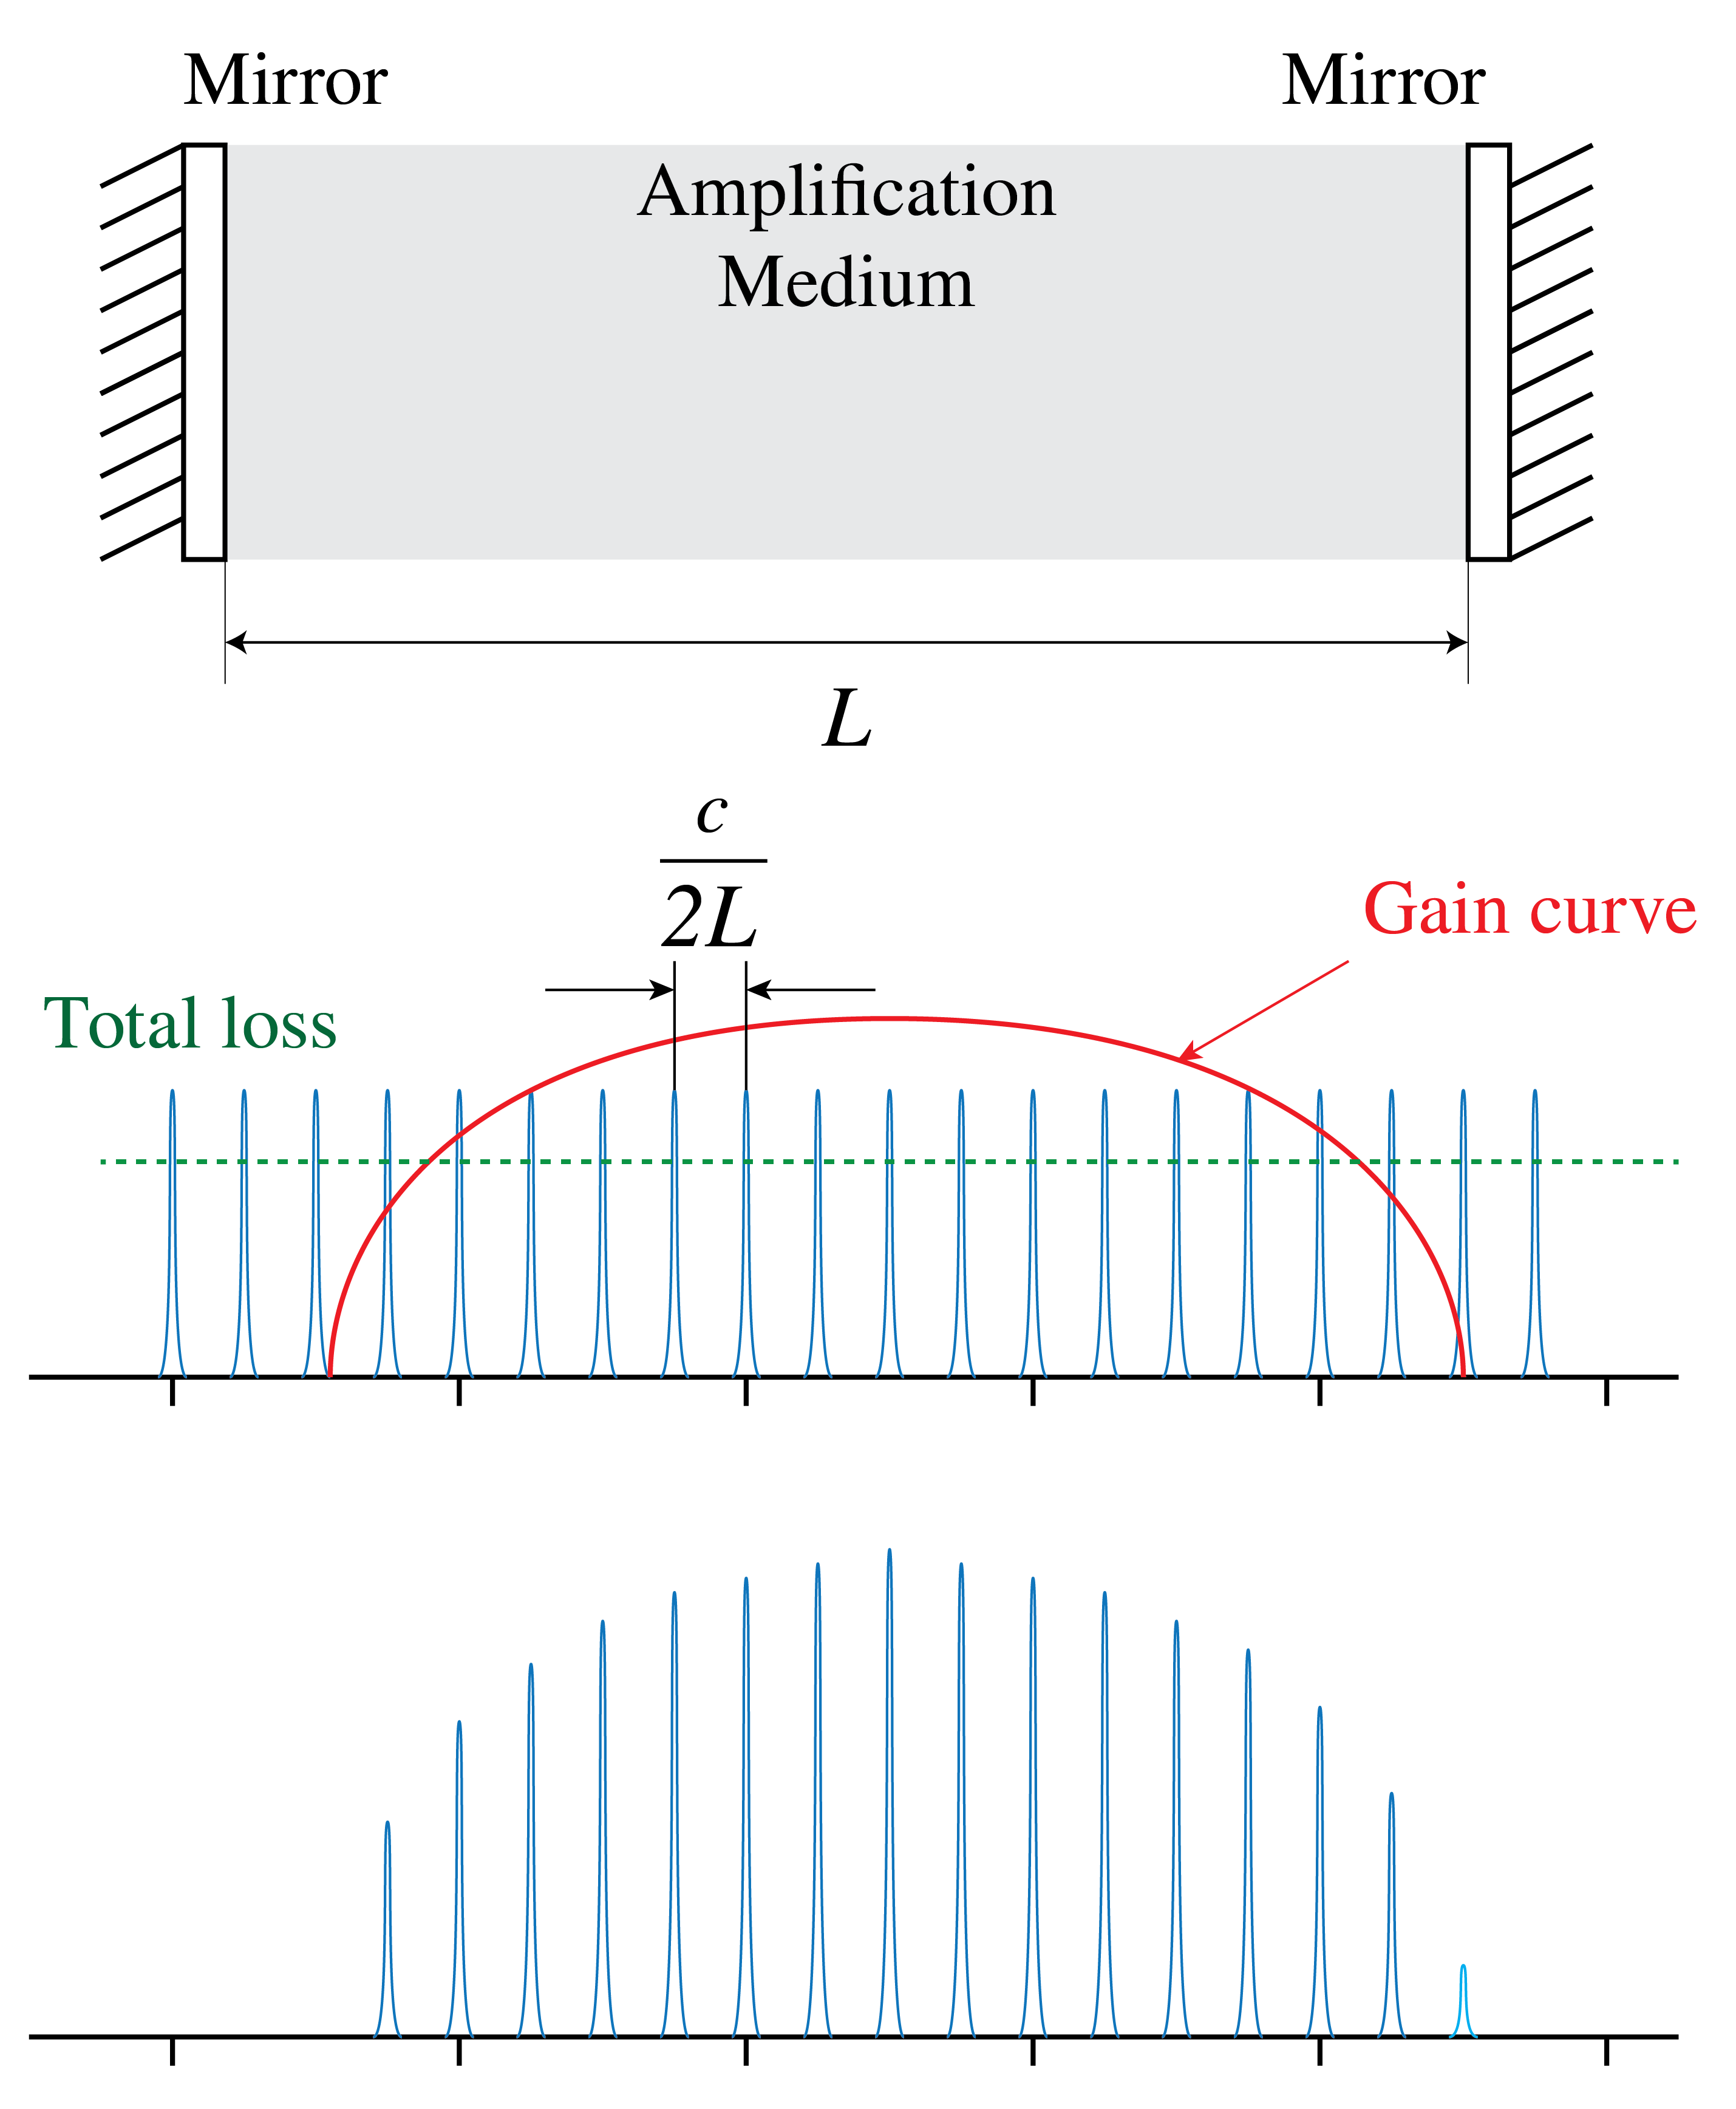 Mirror
Mirror
Amplification
Medium
L
c
2L
Gain curve
Total loss